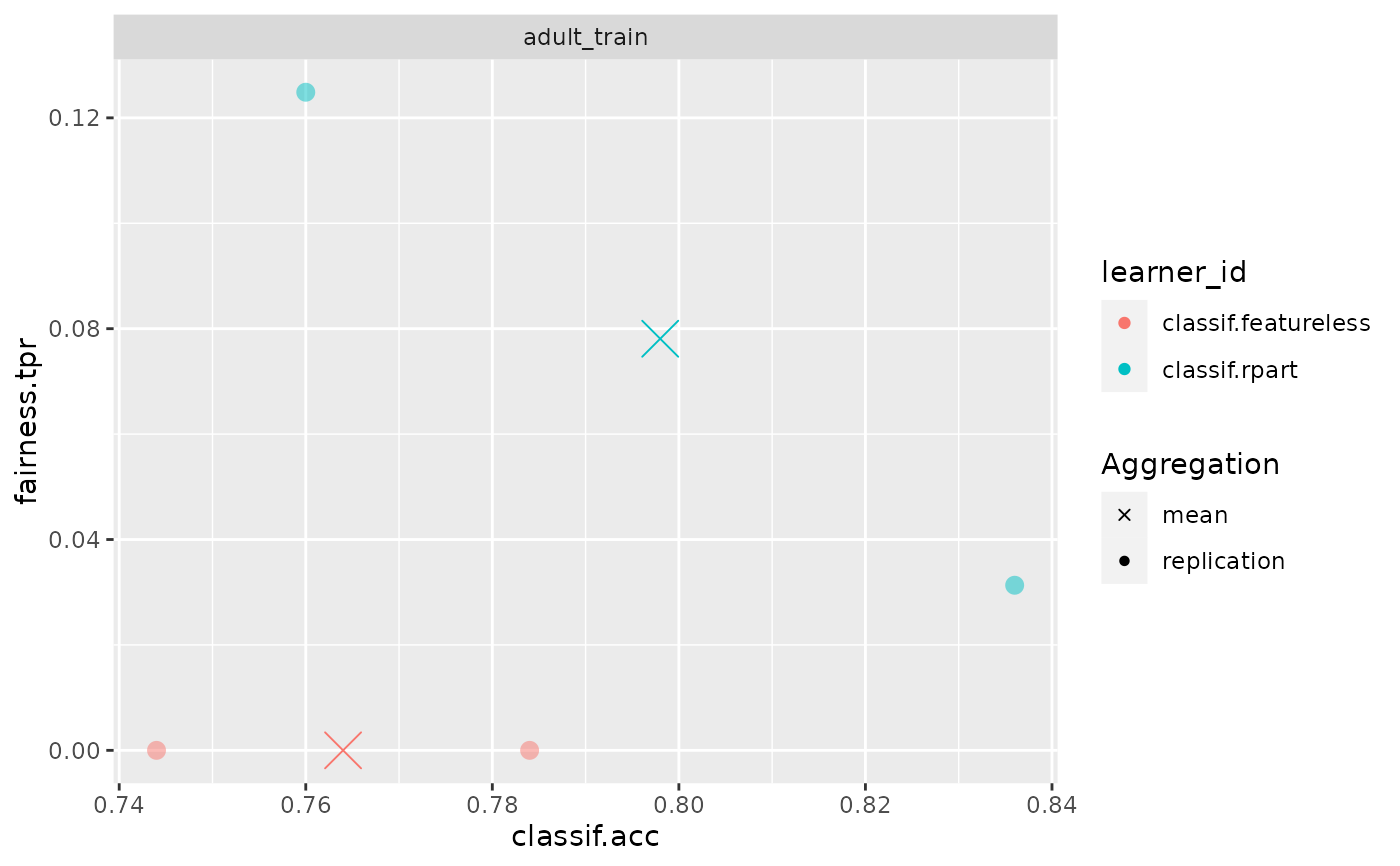 adult_train
fairness.tpr
0.12
0.08
0.04
0.00
0.74 0.76 0.78 0.80 0.82 0.84
classif.acc
learner_id
classif.featureless
classif.rpart
Aggregation
mean
replication